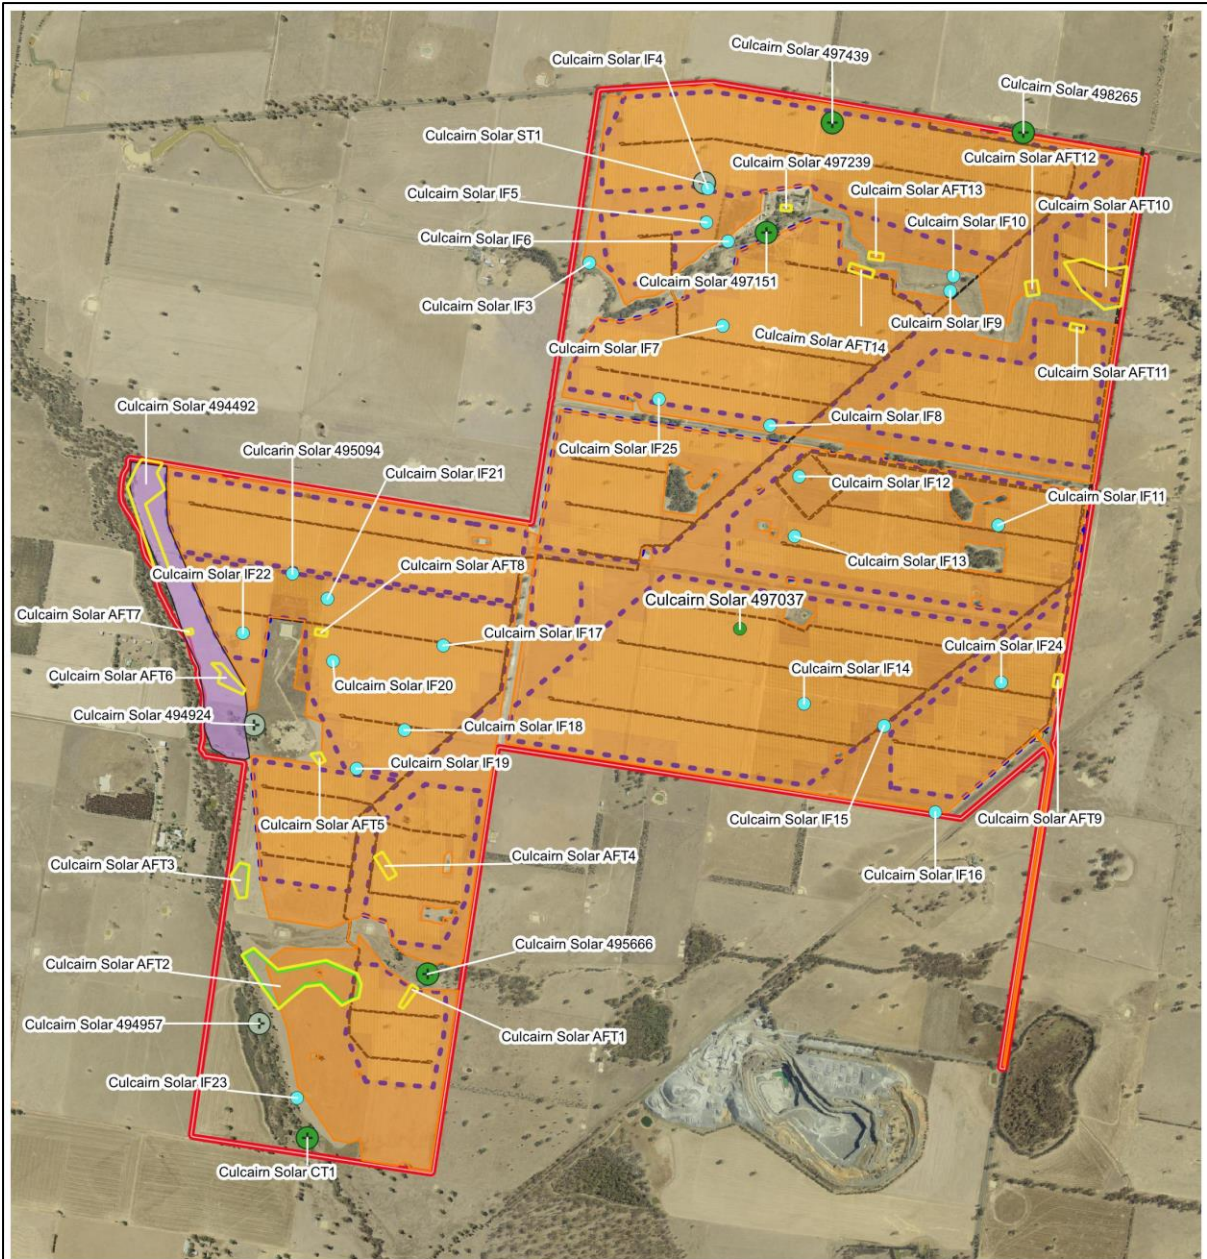 Culcairn Solar 497439
Culcairn Solar IF4
Culcairn Solar 498265
Culcairn Solar ST1
Culcairn Solar AFT12
Culcairn Solar 497239
Culcairn Solar AFT13
Culcairn Solar IF5
Culcairn Solar AFT10
Culcairn Solar IF10
Culcairn Solar IF6
Culcairn Solar IF3
Culcairn Solar 497151
Culcairn Solar IF9
Culcairn Solar IF7
Culcairn Solar AFT14
Culcairn Solar AFT11
Culcairn Solar 494492
Culcairn Solar IF8
Culcarin Solar 495094
Culcairn Solar IF25
Culcairn Solar IF21
Culcairn Solar IF12
Culcairn Solar IF11
Culcairn Solar IF13
Culcairn Solar AFT8
Culcairn Solar IF22
Culcairn Solar 497037
Culcairn Solar AFT7
Culcairn Solar IF17
Culcairn Solar IF24
Culcairn Solar AFT6
Culcairn Solar IF20
Culcairn Solar IF14
Culcairn Solar 494924
Culcairn Solar IF18
Culcairn Solar IF19
Culcairn Solar IF15
Culcairn Solar AFT9
Culcairn Solar AFT5
Culcairn Solar AFT4
Culcairn Solar AFT3
Culcairn Solar IF16
Culcairn Solar 495666
Culcairn Solar AFT2
Culcairn Solar 494957
Culcairn Solar AFT1
Culcairn Solar IF23
Culcairn Solar CT1